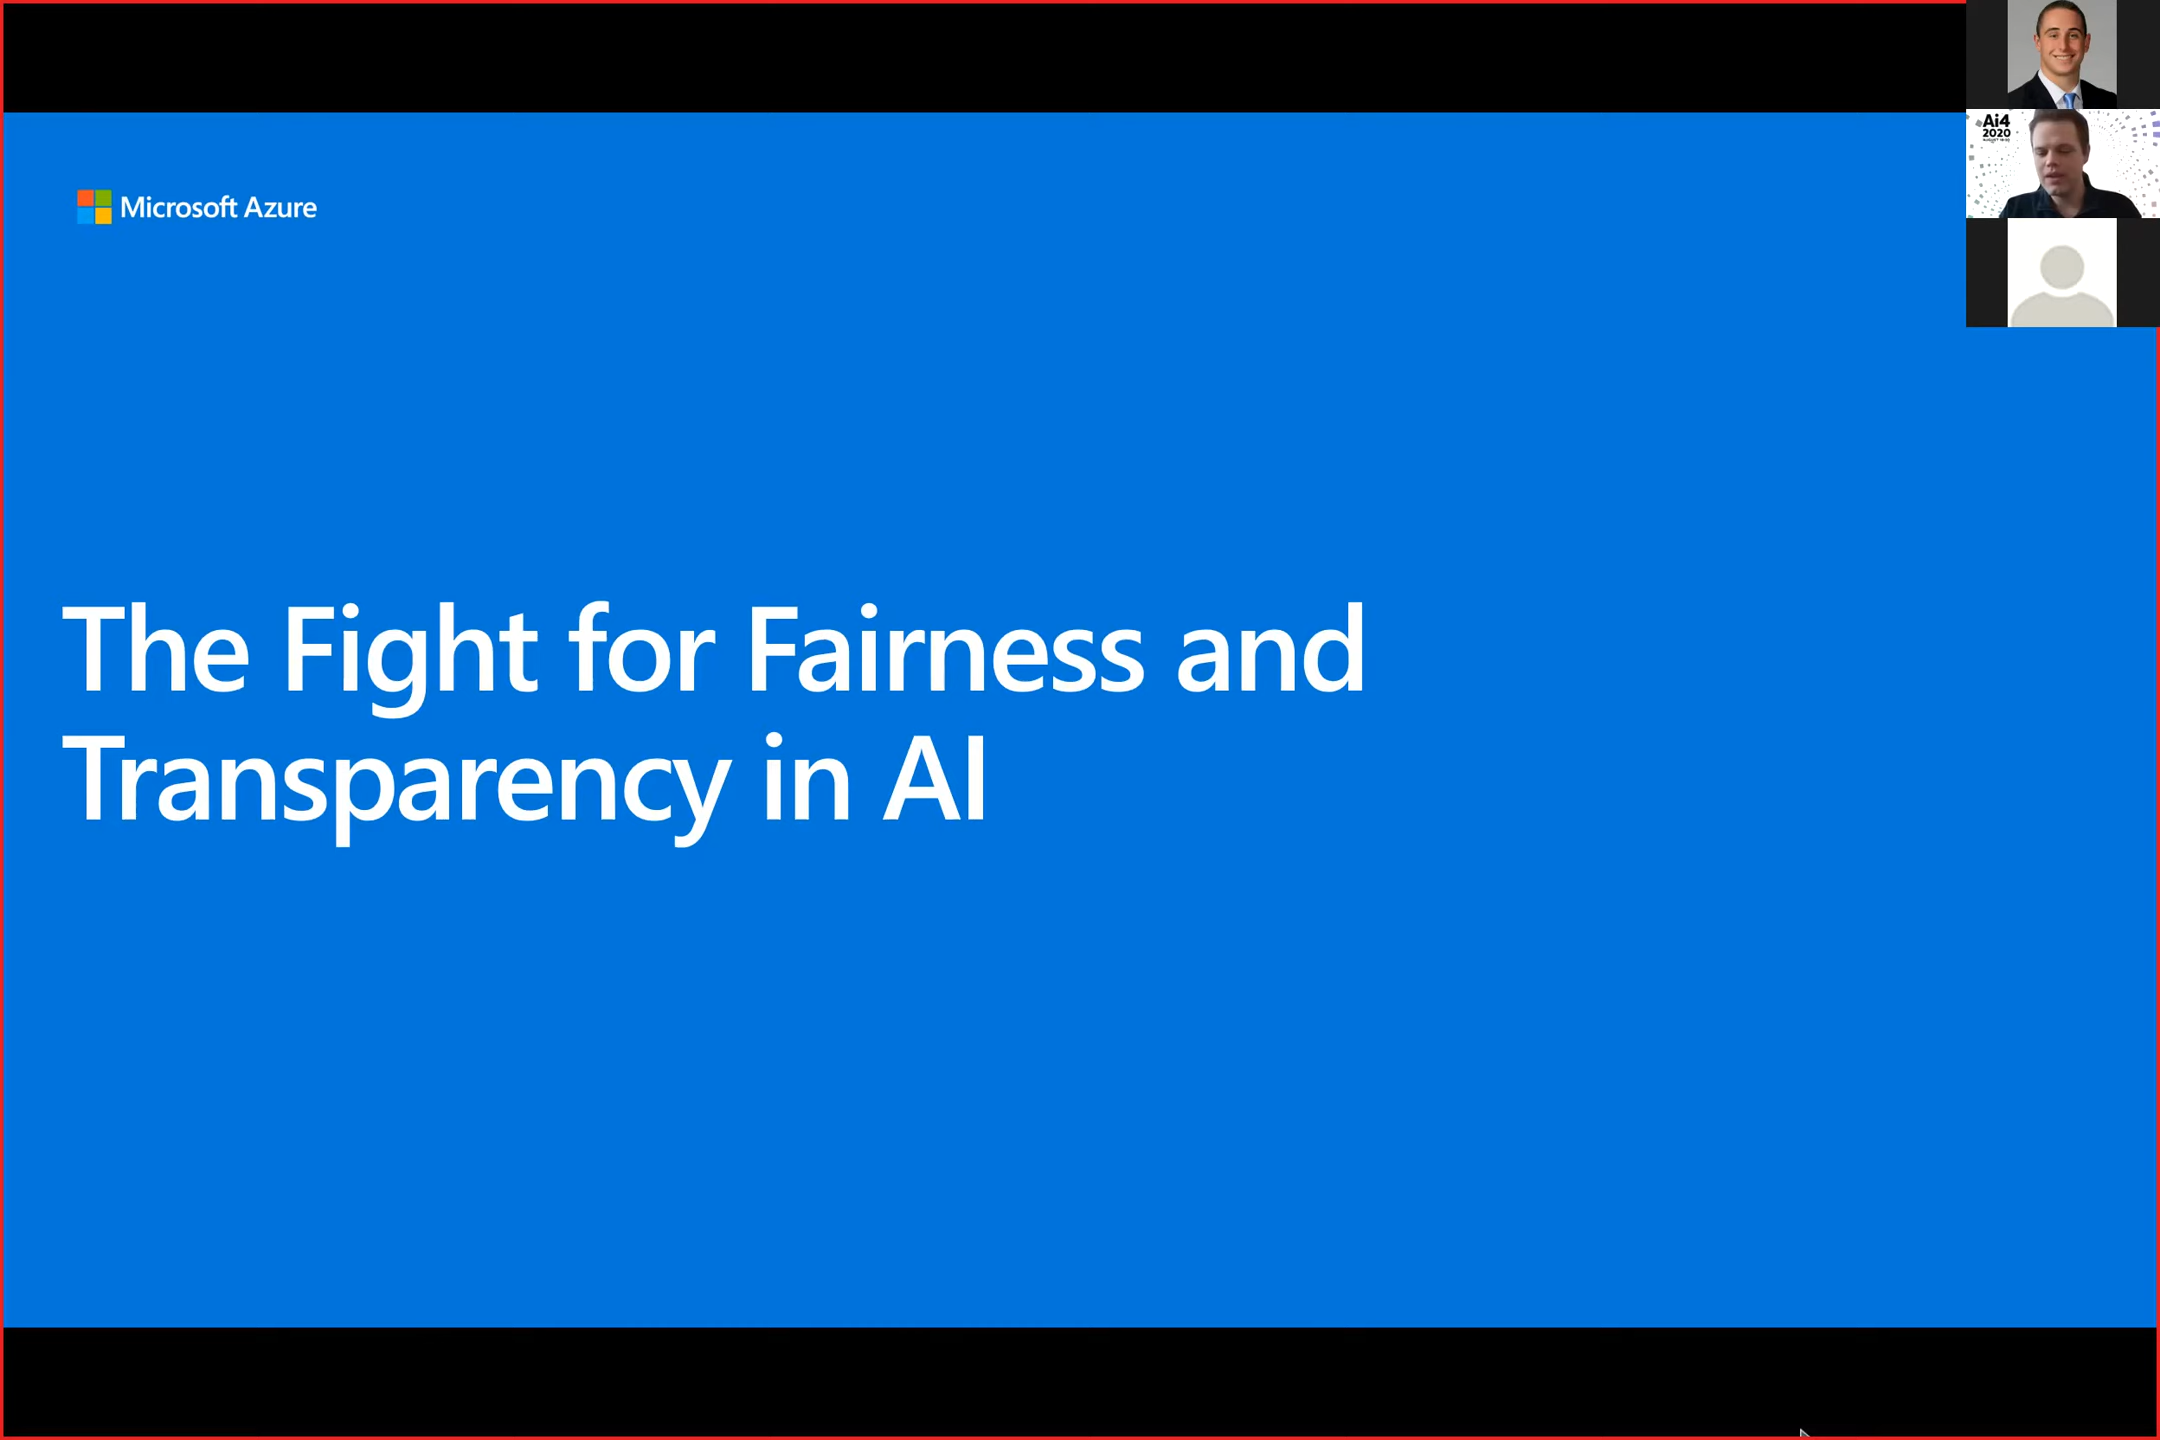 Microsoft Azure
Ai4
2020
The Fight for Fairness and
Transparency in AI